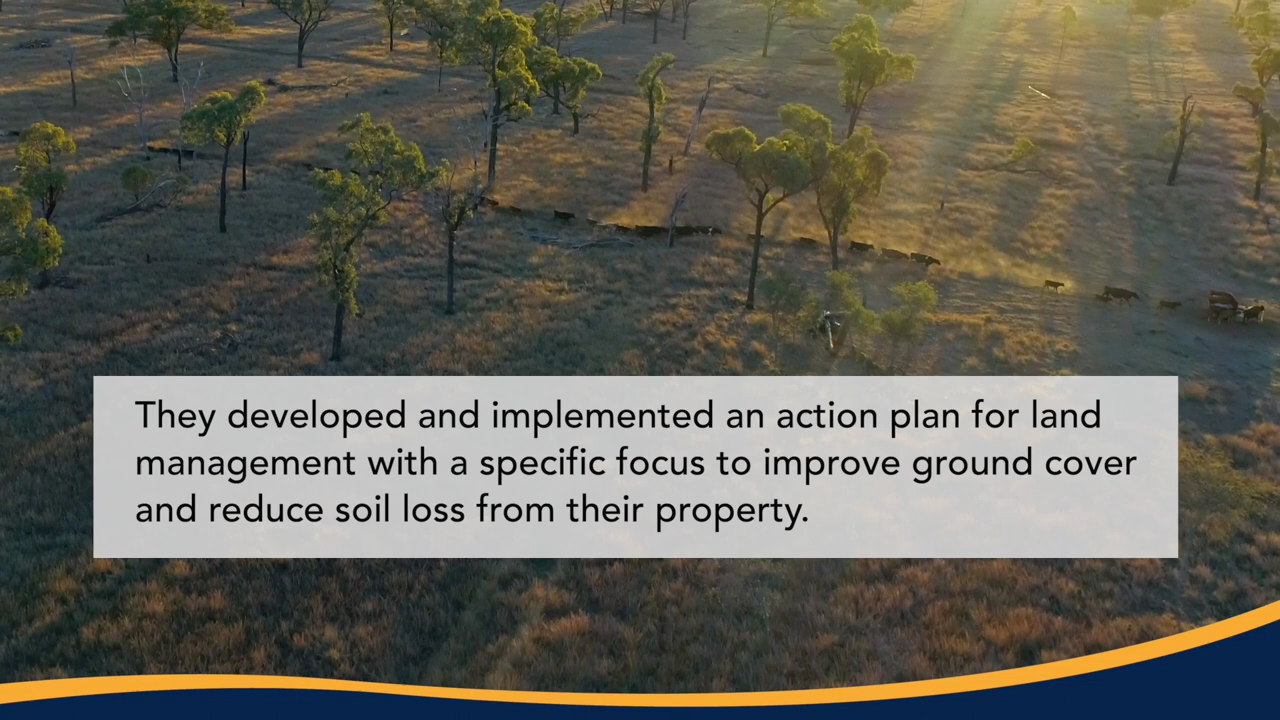 They developed and implemented an action plan for land
management with a specific focus to improve ground cover
and reduce soil loss from their property.